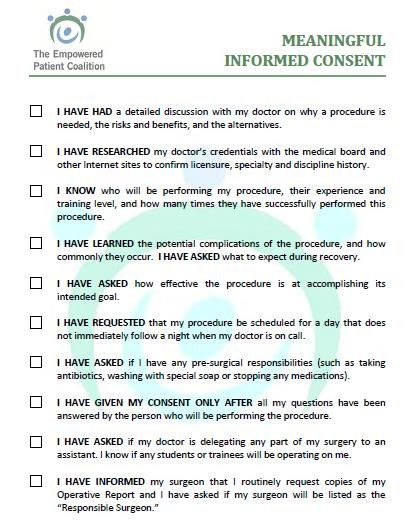 The Empowered
Patient Coalition
MEANINGFUL
INFORMED CONSENT
I HAVE HAD a detailed discussion with my doctor on why a procedure is
needed, the risks and benefits, and the alternatives.
I HAVE RESEARCHED my doctor's credentials with the medical board and
other Internet sites to confirm licensure, specialty and discipline history.
I KNOW who will be performing my procedure, their experience and
training level, and how many times they have successfully performed this
procedure.
I HAVE LEARNED the potential complications of the procedure, and how
commonly they occur. I HAVE ASKED what to expect during recovery.
I HAVE ASKED how effective the procedure is at accomplishing its
intended goal.
I HAVE REQUESTED that my procedure be scheduled for a day that does
not immediately follow a night when my doctor is on call.
I HAVE ASKED if I have any pre-surgical responsibilities (such as taking
antibiotics, washing with special soap or stopping any medications).
I HAVE GIVEN MY CONSENT ONLY AFTER all my questions have been
answered by the person who will be performing the procedure.
I HAVE ASKED if my doctor is delegating any part of my surgery to an
assistant. I know if any students or trainees will be operating on me.
I HAVE INFORMED my surgeon that I routinely request copies of my
Operative Report and I have asked if my surgeon will be listed as the
"Responsible Surgeon."